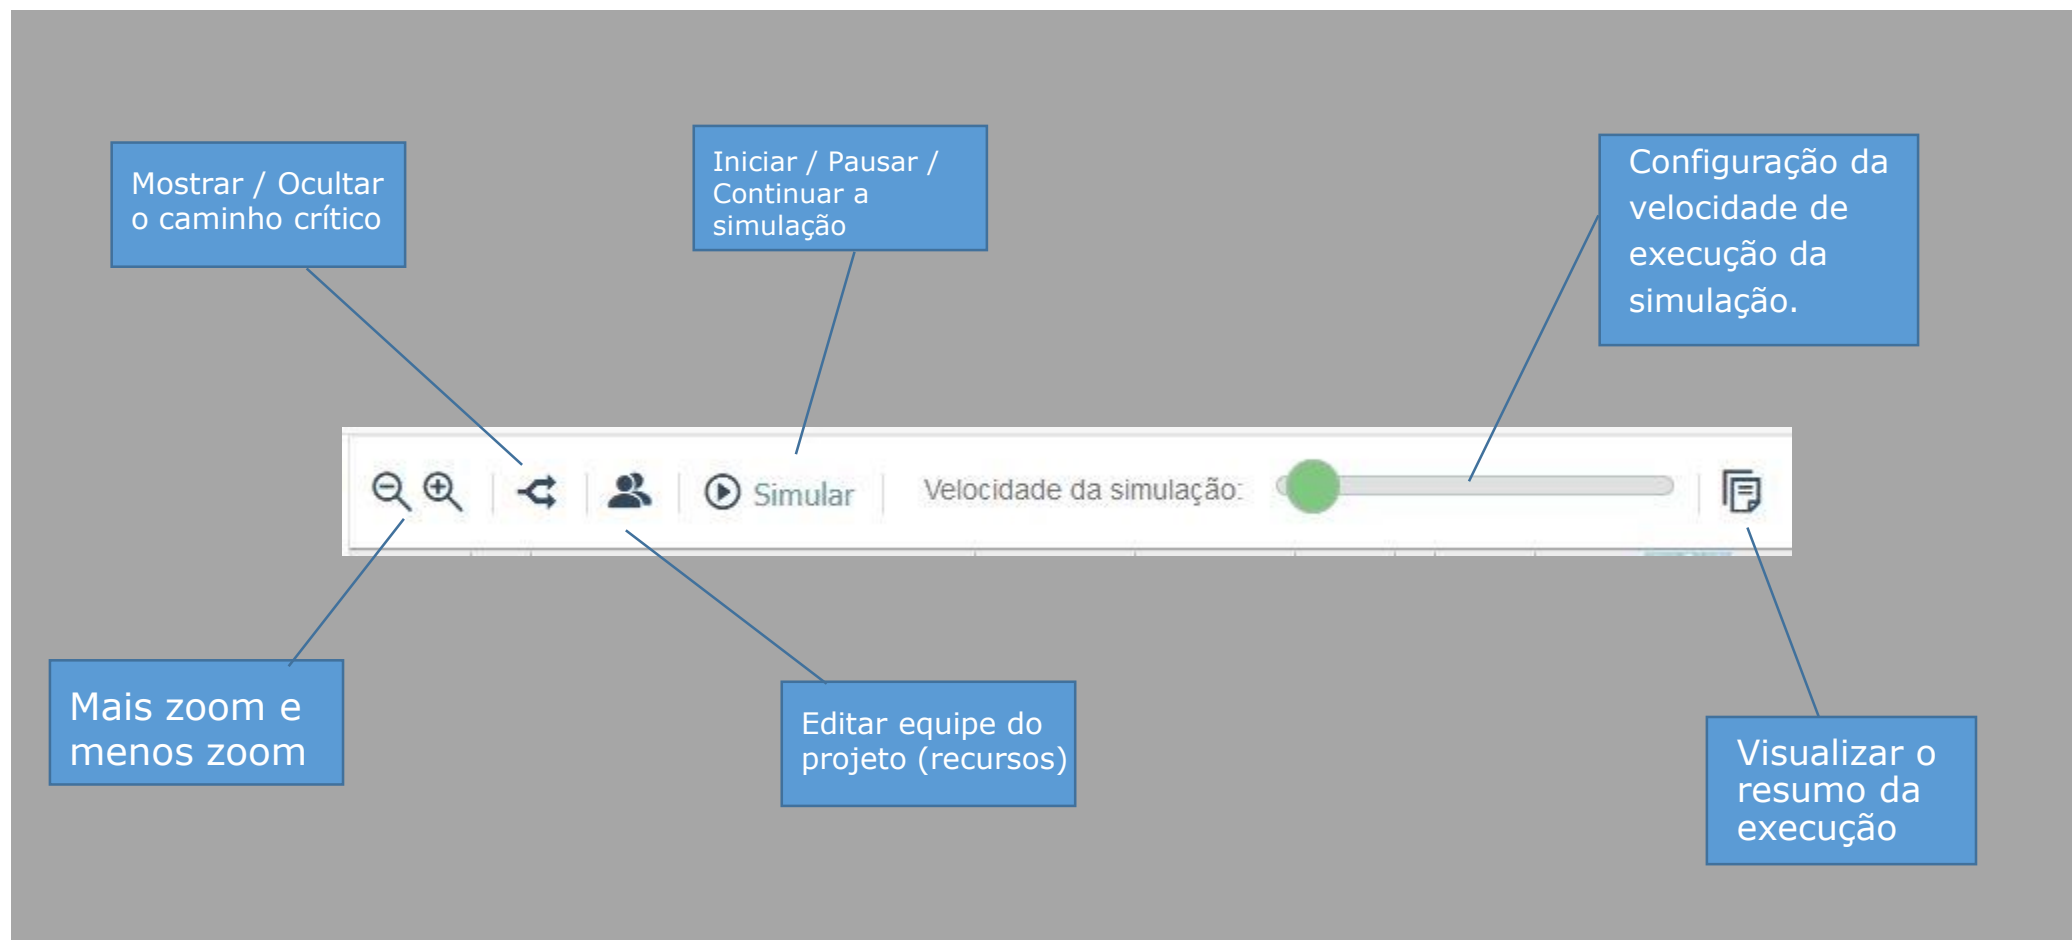 Mostrar / Ocultar
o caminho crítico
Iniciar / Pausar /
Continuar a
simulação
Configuração da
velocidade de
execução da
simulação.
Simular
Velocidade da simulação:
Mais zoom e
menos zoom
Editar equipe do
projeto (recursos)
Visualizar o
resumo da
execução